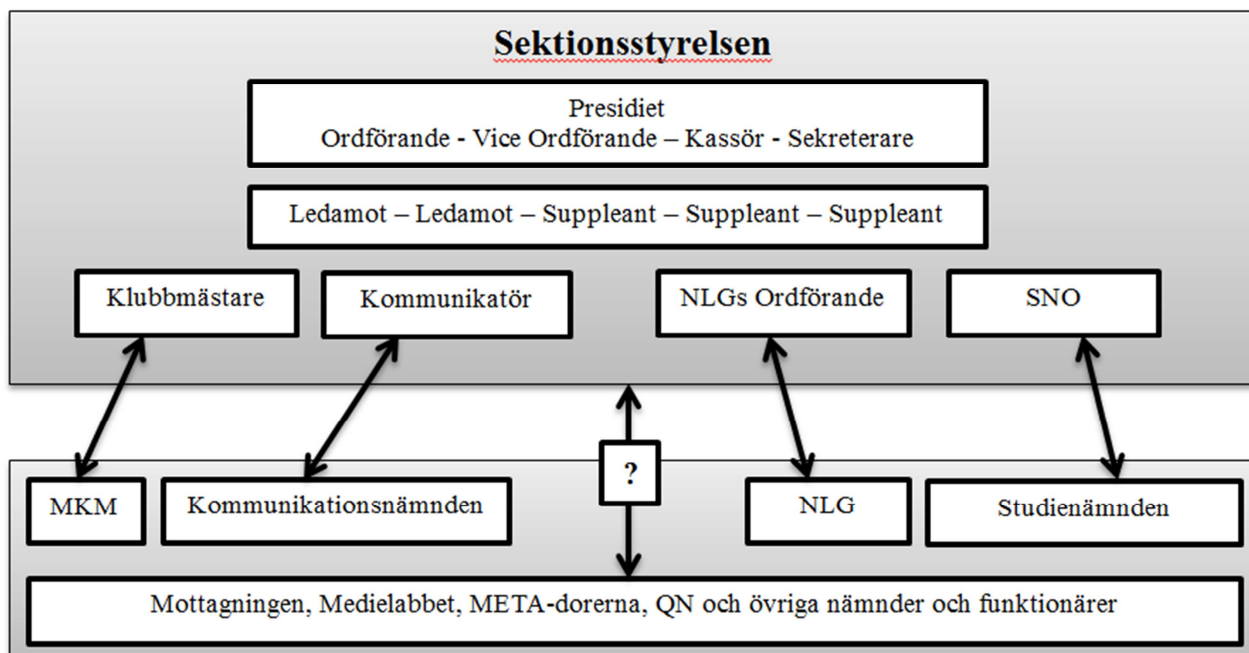 Sektionsstyrelsen
Presidiet
Ordförande - Vice Ordförande – Kassör - Sekreterare
Ledamot – Ledamot – Suppleant – Suppleant – Suppleant
Klubbmästare
Kommunikatör
NLGs Ordförande
SNO
?
MKM
Kommunikationsnämnden
NLG
Studienämnden
Mottagningen, Medielabbet, META-dorerna, QN och övriga nämnder och funktionärer